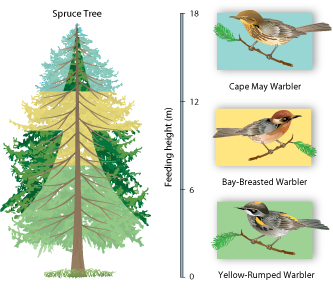 Spruce Tree
18
Cape May Warbler
12
Feeding height (m)
Bay-Breasted Warbler
6
Yellow-Rumped Warbler
0